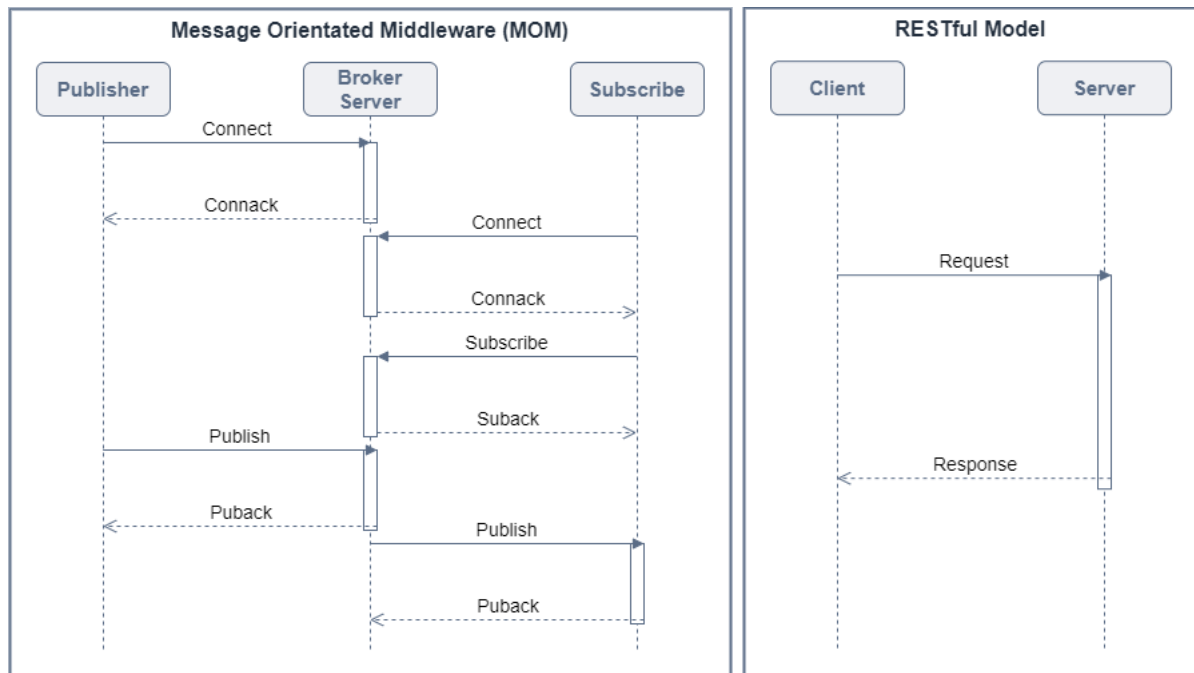 Message Orientated Middleware (MOM)
Publisher
Broker
Server
Subscribe
Connect
Connack
Connect
Connack
Subscribe
Suback
Publish
Puback
Publish
Puback
RESTful Model
Client
Server
Request
Response